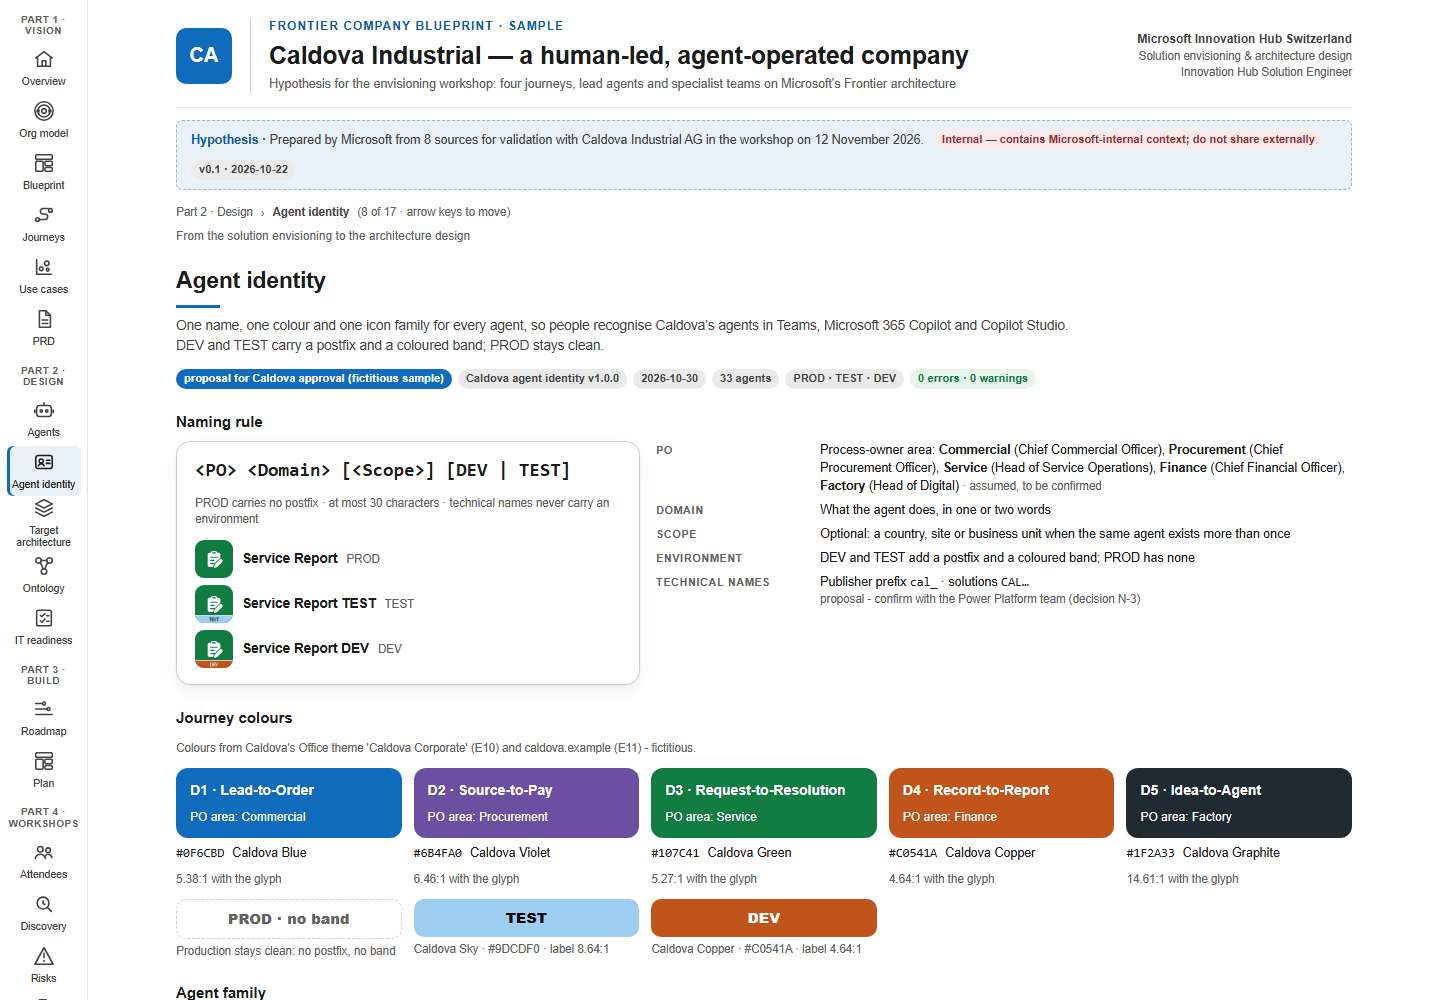 PART 1 ·
VISION
Overview
Org model
Blueprint
Journeys
Use cases
PRD
PART 2 ·
DESIGN
Agents
Agent identity
Target
architecture
Ontology
IT readiness
PART 3 ·
BUILD
Roadmap
Plan
PART 4 ·
WORKSHOPS
Attendees
Discovery
Risks
CA
FRONTIER COMPANY BLUEPRINT · SAMPLE
Caldova Industrial — a human-led, agent-operated company
Hypothesis for the envisioning workshop: four journeys, lead agents and specialist teams on Microsoft's Frontier architecture
Microsoft Innovation Hub Switzerland
Solution envisioning & architecture design
Innovation Hub Solution Engineer
Hypothesis · Prepared by Microsoft from 8 sources for validation with Caldova Industrial AG in the workshop on 12 November 2026. Internal — contains Microsoft-internal context; do not share externally
v0.1 · 2026-10-22
Part 2 · Design › Agent identity (8 of 17 · arrow keys to move)
From the solution envisioning to the architecture design
Agent identity
One name, one colour and one icon family for every agent, so people recognise Caldova's agents in Teams, Microsoft 365 Copilot and Copilot Studio.
DEV and TEST carry a postfix and a coloured band; PROD stays clean.
proposal for Caldova approval (fictitious sample) Caldova agent identity v1.0.0 2026-10-30 33 agents PROD · TEST · DEV 0 errors · 0 warnings
Naming rule
<PO> <Domain> [<Scope>] [DEV | TEST]
PROD carries no postfix · at most 30 characters · technical names never carry an
environment
Service Report PROD
Service Report TEST TEST
TEST
Service Report DEV DEV
DEV
PO Process-owner area: Commercial (Chief Commercial Officer), Procurement (Chief
Procurement Officer), Service (Head of Service Operations), Finance (Chief Financial Officer),
Factory (Head of Digital) · assumed, to be confirmed
DOMAIN What the agent does, in one or two words
SCOPE Optional: a country, site or business unit when the same agent exists more than once
ENVIRONMENT DEV and TEST add a postfix and a coloured band; PROD has none
TECHNICAL NAMES Publisher prefix cal_ · solutions CAL…
proposal - confirm with the Power Platform team (decision N-3)
Journey colours
Colours from Caldova's Office theme 'Caldova Corporate' (E10) and caldova.example (E11) - fictitious.
D1 · Lead-to-Order
PO area: Commercial
#0F6CBD Caldova Blue
5.38:1 with the glyph
D2 · Source-to-Pay
PO area: Procurement
#6B4FA0 Caldova Violet
6.46:1 with the glyph
D3 · Request-to-Resolution
PO area: Service
#107C41 Caldova Green
5.27:1 with the glyph
D4 · Record-to-Report
PO area: Finance
#C0541A Caldova Copper
4.64:1 with the glyph
D5 · Idea-to-Agent
PO area: Factory
#1F2A33 Caldova Graphite
14.61:1 with the glyph
PROD · no band
Production stays clean: no postfix, no band
TEST
Caldova Sky · #9DCDF0 · label 8.64:1
DEV
Caldova Copper · #C0541A · label 4.64:1
Agent family